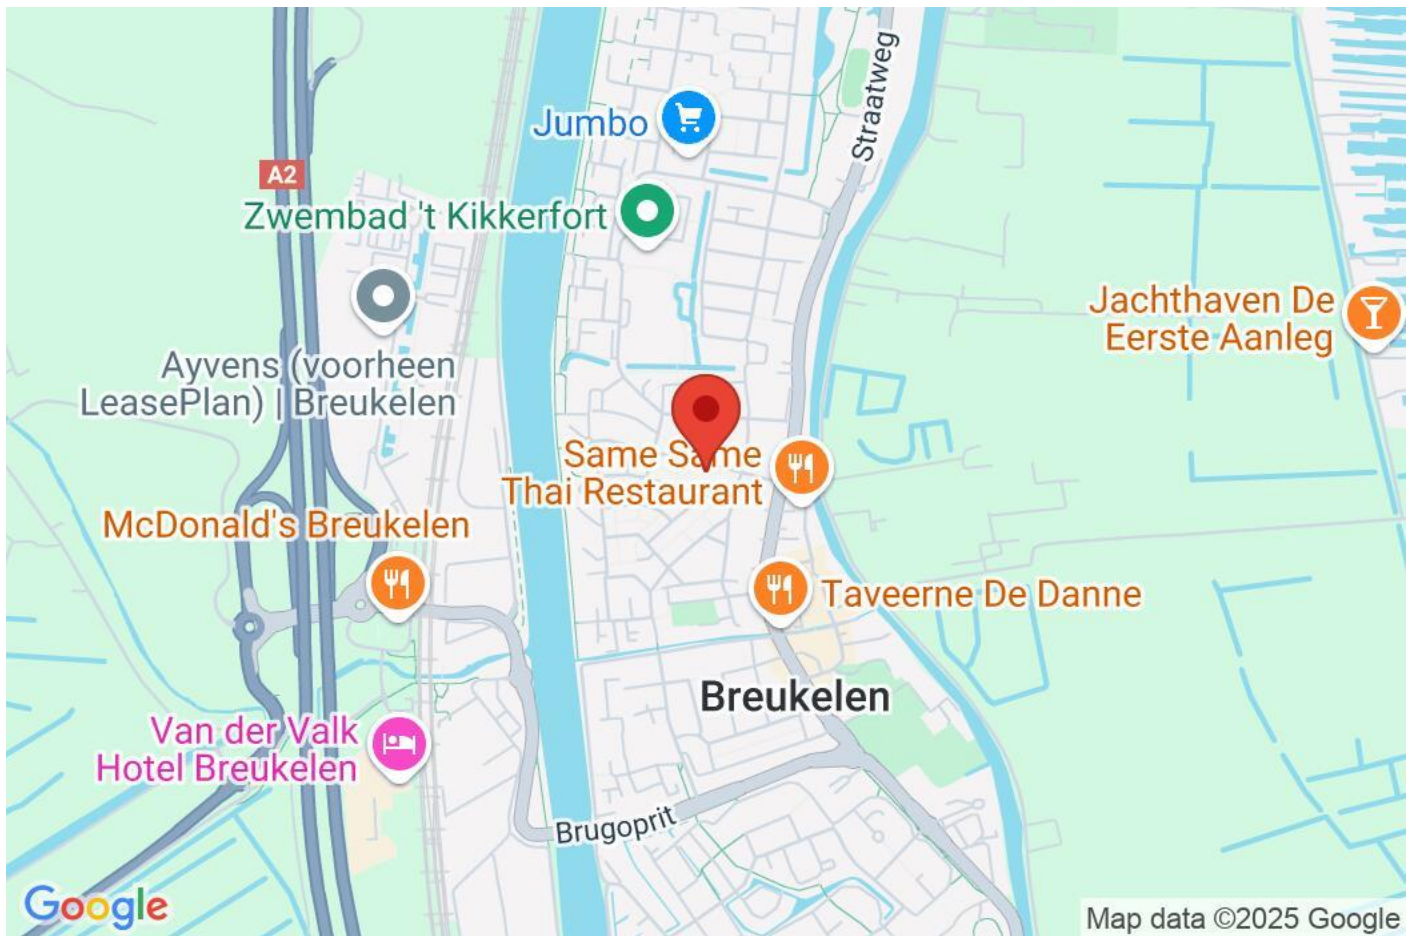 Straatweg
Jumbo
A2
Zwembad 't Kikkerfort
Jachthaven De
Eerste Aanleg
Ayvens (voorheen
LeasePlan) | Breukelen
Same Same
Thai Restaurant
McDonald's Breukelen
Taveerne De Danne
Breukelen
Van der Valk
Hotel Breukelen
Brugoprit
Google
Map data ©2025 Google